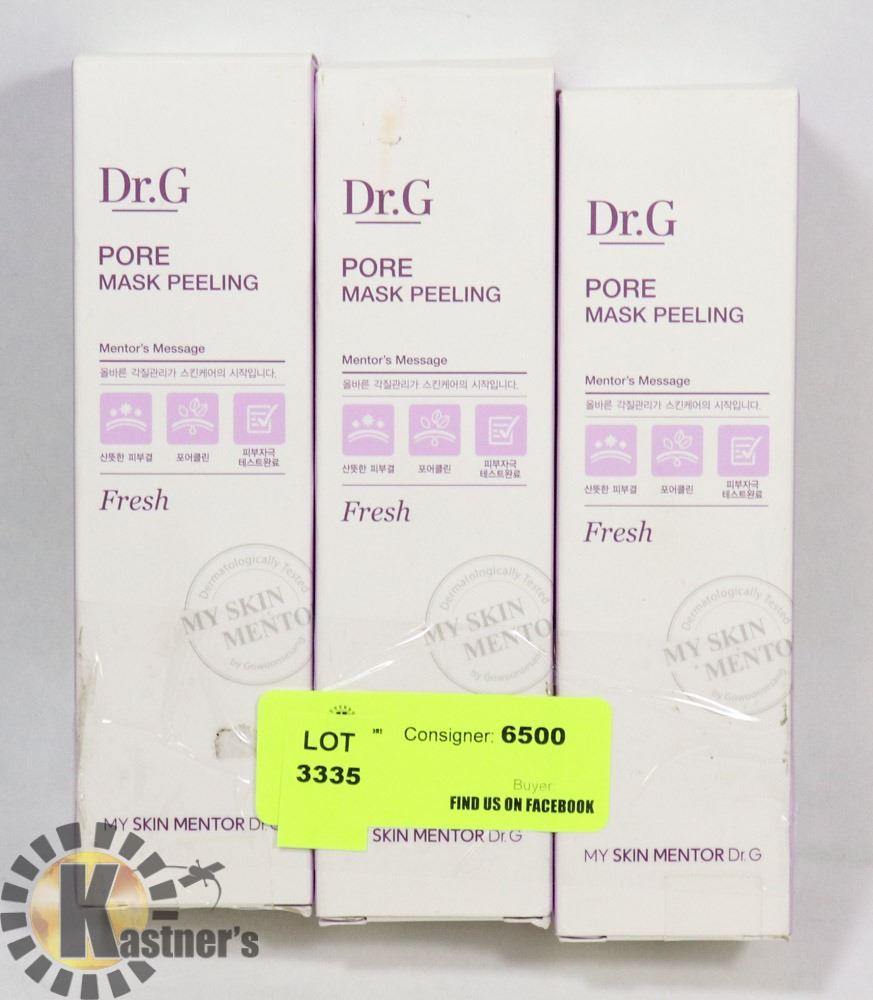 Dr.G
PORE
MASK PEELING
Mentor's Message
올바른 각질관리가 스킨케어의 시작입니다.
산뜻한 피부결
포어클린
피부자극
테스트완료
Fresh
Dermatologically Tested
MY SKIN
MENTO
MY SKIN MENTOR Dr.G
Dr.G
PORE
MASK PEELING
Mentor's Message
올바른 각질관리가 스킨케어의 시작입니다.
산뜻한 피부결
포어클린
피부자극
테스트완료
Fresh
Dermatologically Tested
MY SKIN
MENTO
by Gowoonsesang
SKIN MENTOR Dr.G
Dr.G
PORE
MASK PEELING
Mentor's Message
올바른 각질관리가 스킨케어의 시작입니다.
산뜻한 피부결
포어클린
피부자극
테스트완료
Fresh
Dermatologically Tested
MY SKIN
MENTO
by Gowoonsesang
MY SKIN MENTOR Dr.G
LOT
3335
Consigner: 6500
Buyer:
FIND US ON FACEBOOK
Kastner's